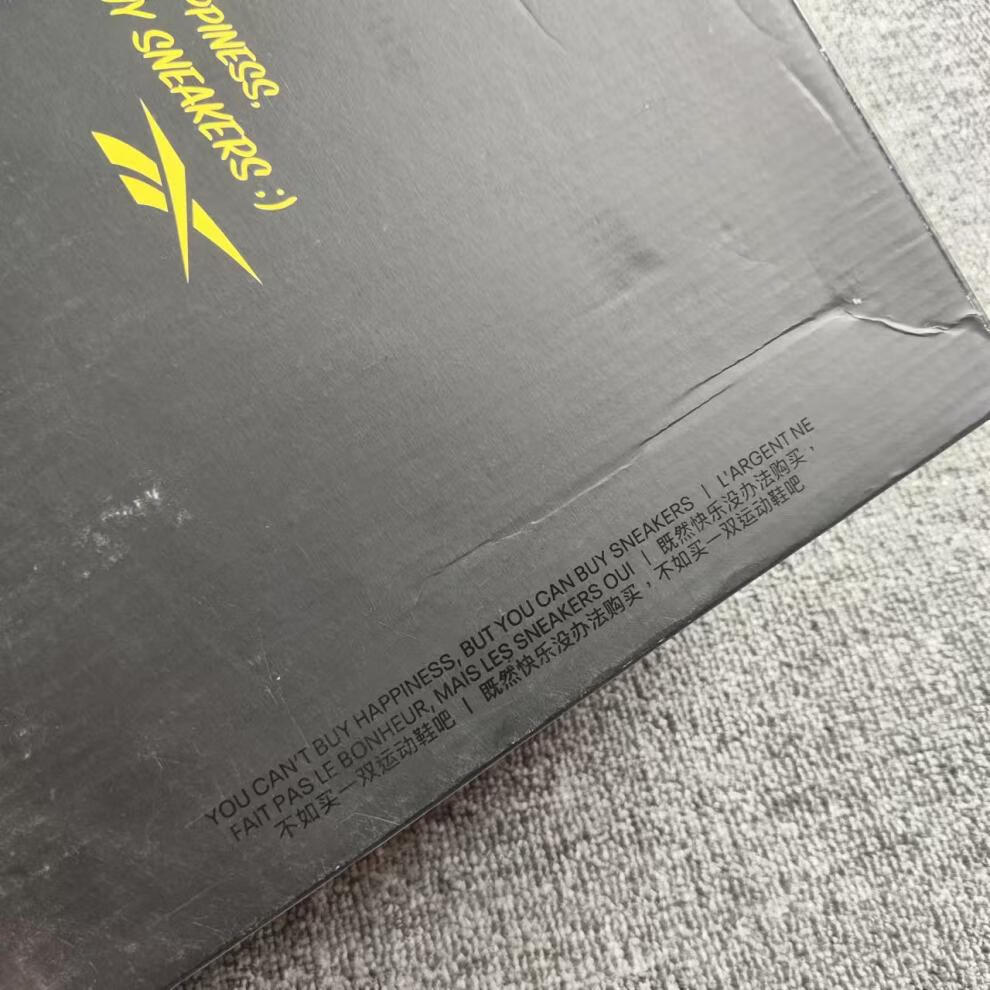 PPINESS,
SNEAKERS ;)
YOU CAN'T BUY HAPPINESS, BUT YOU CAN BUY SNEAKERS | L'ARGENT NE
FAIT PAS LE BONHEUR, MAIS LES SNEAKERS OUI | 既然快乐没办法购买，
不如买一双运动鞋吧 | 既然快乐没办法购买，不如买一双运动鞋吧